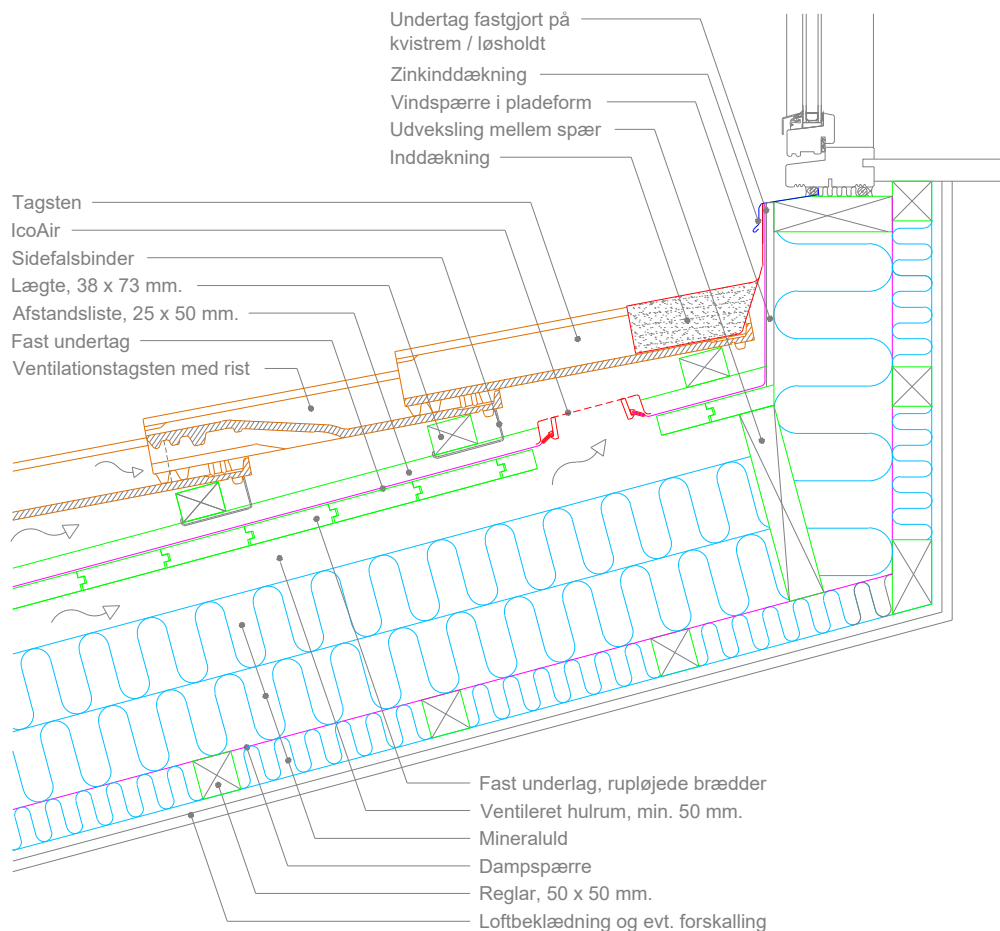 Undertag fastgjort på
kvistrem / løsholdt
Zinkinddækning
Vindspærre i pladeform
Udveksling mellem spær
Inddækning
Tagsten
IcoAir
Sidefalsbinder
Lægte, 38 x 73 mm.
Afstandsliste, 25 x 50 mm.
Fast undertag
Ventilationstagsten med rist
Fast underlag, rupløjede brædder
Ventileret hulrum, min. 50 mm.
Mineraluld
Dampspærre
Reglar, 50 x 50 mm.
Loftbeklædning og evt. forskalling